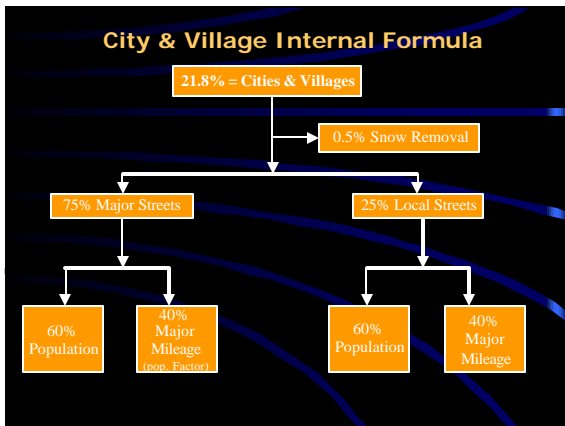 City & Village Internal Formula
21.8% = Cities & Villages
0.5% Snow Removal
75% Major Streets
25% Local Streets
60%
Population
40%
Major
Mileage
(pop. Factor)
60%
Population
40%
Major
Mileage